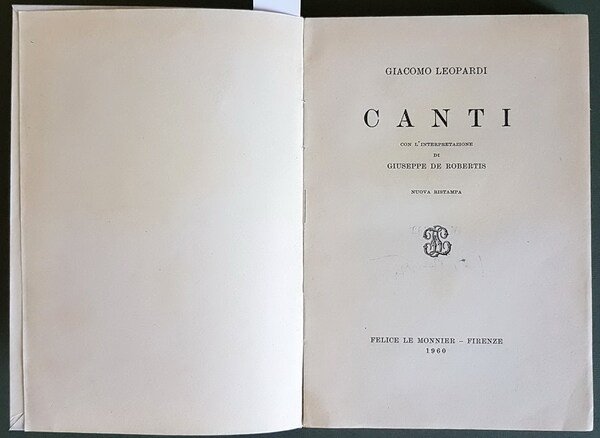 GIACOMO LEOPARDI
CANTI
CON L'INTERPRETAZIONE
DI
GIUSEPPE DE ROBERTIS
NUOVA RISTAMPA
FELICE LE MONNIER - FIRENZE
1960